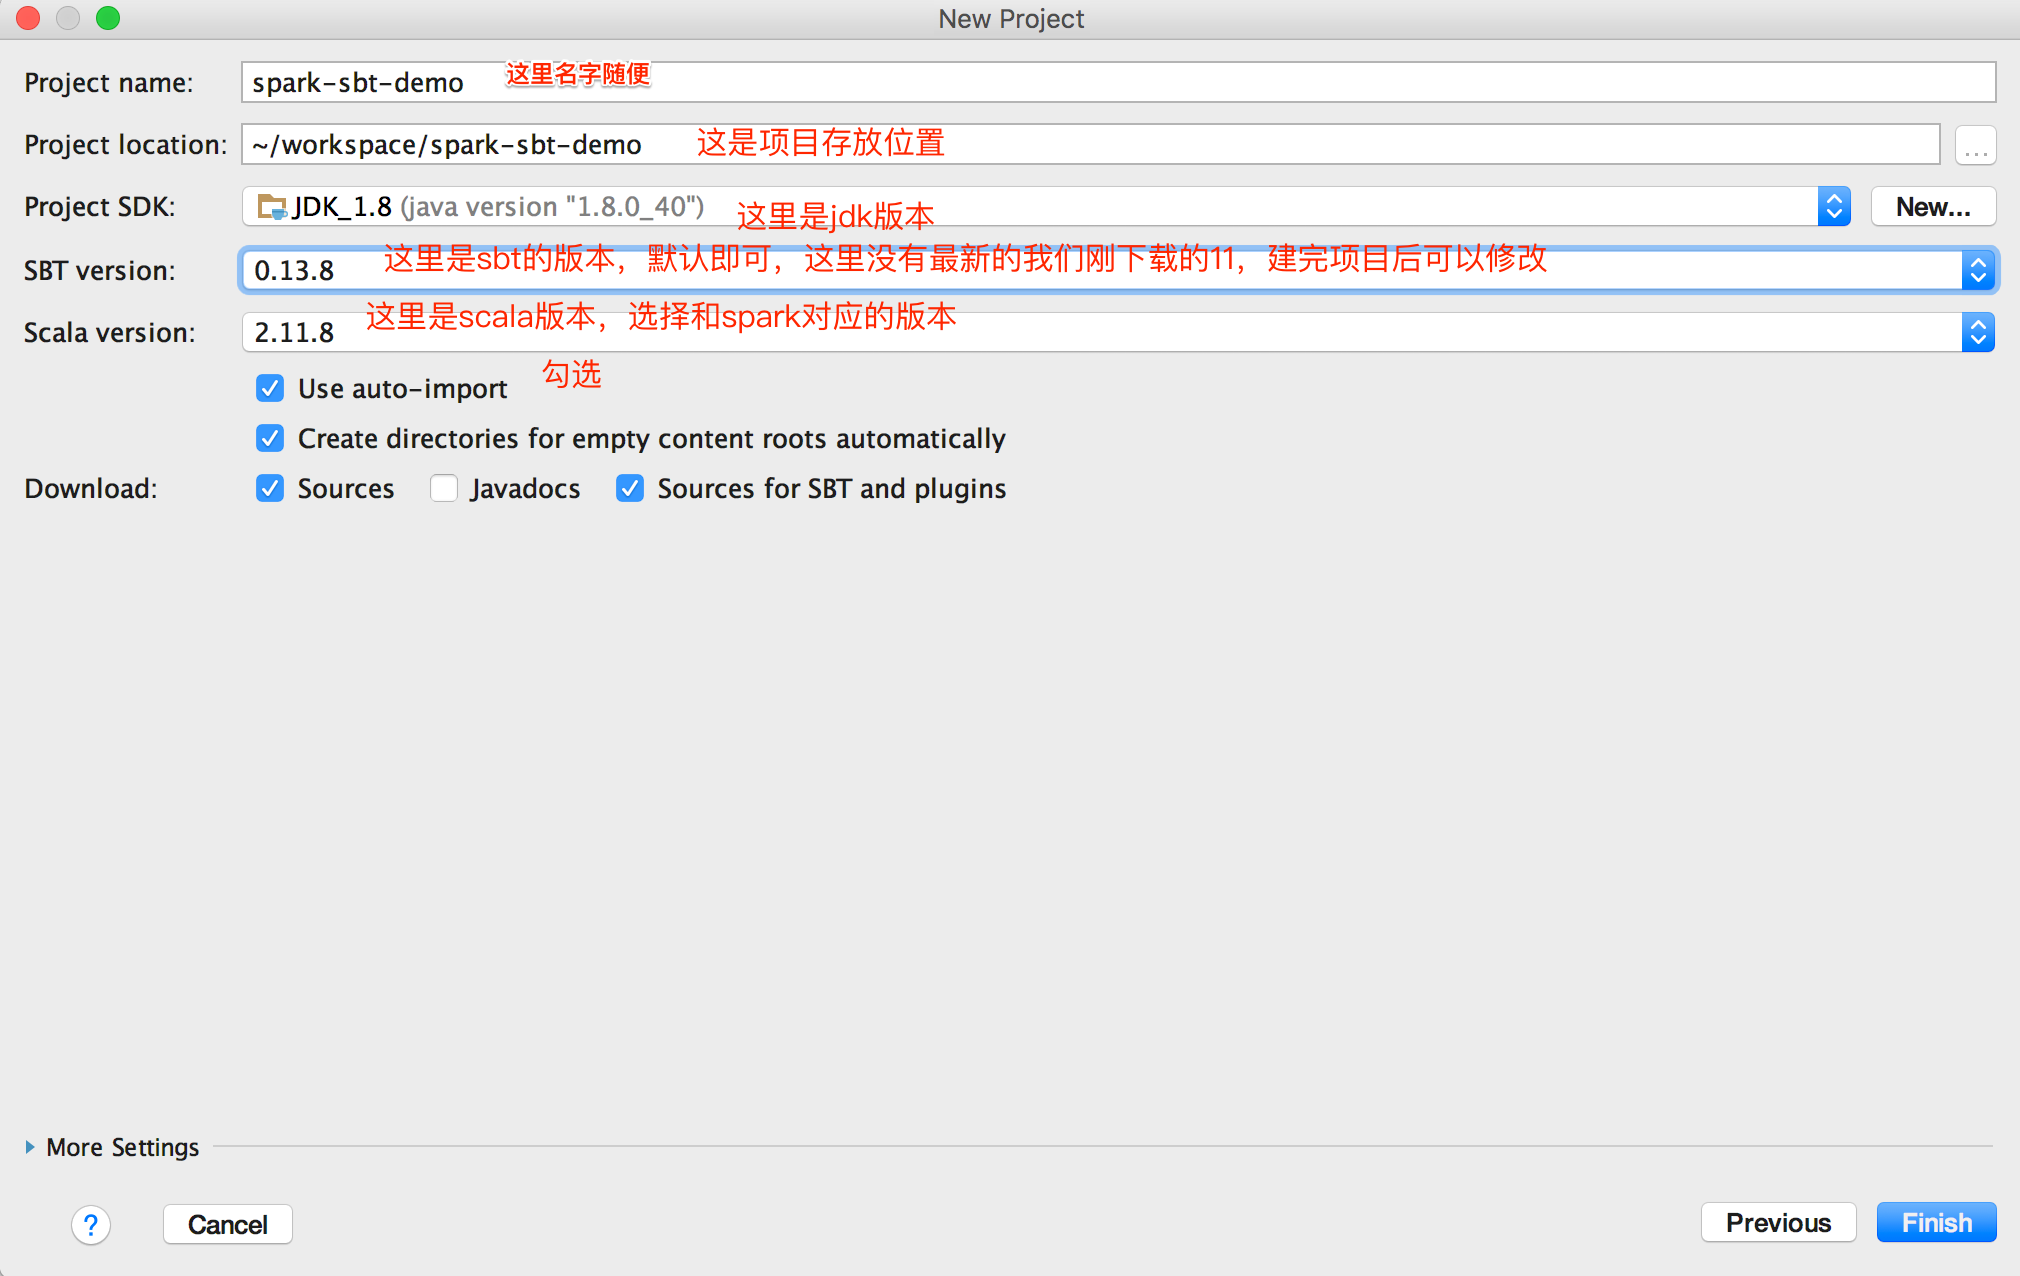 New Project
Project name: spark-sbt-demo 这里名字随便
Project location: ~/workspace/spark-sbt-demo 这是项目存放位置 ...
Project SDK: JDK_1.8 (java version "1.8.0_40") 这里是jdk版本 New...
SBT version: 0.13.8 这里是sbt的版本，默认即可，这里没有最新的我们刚下载的11，建完项目后可以修改
Scala version: 2.11.8 这里是scala版本，选择和spark对应的版本
Use auto-import 勾选
Create directories for empty content roots automatically
Download: Sources Javadocs Sources for SBT and plugins
More Settings
? Cancel Previous Finish